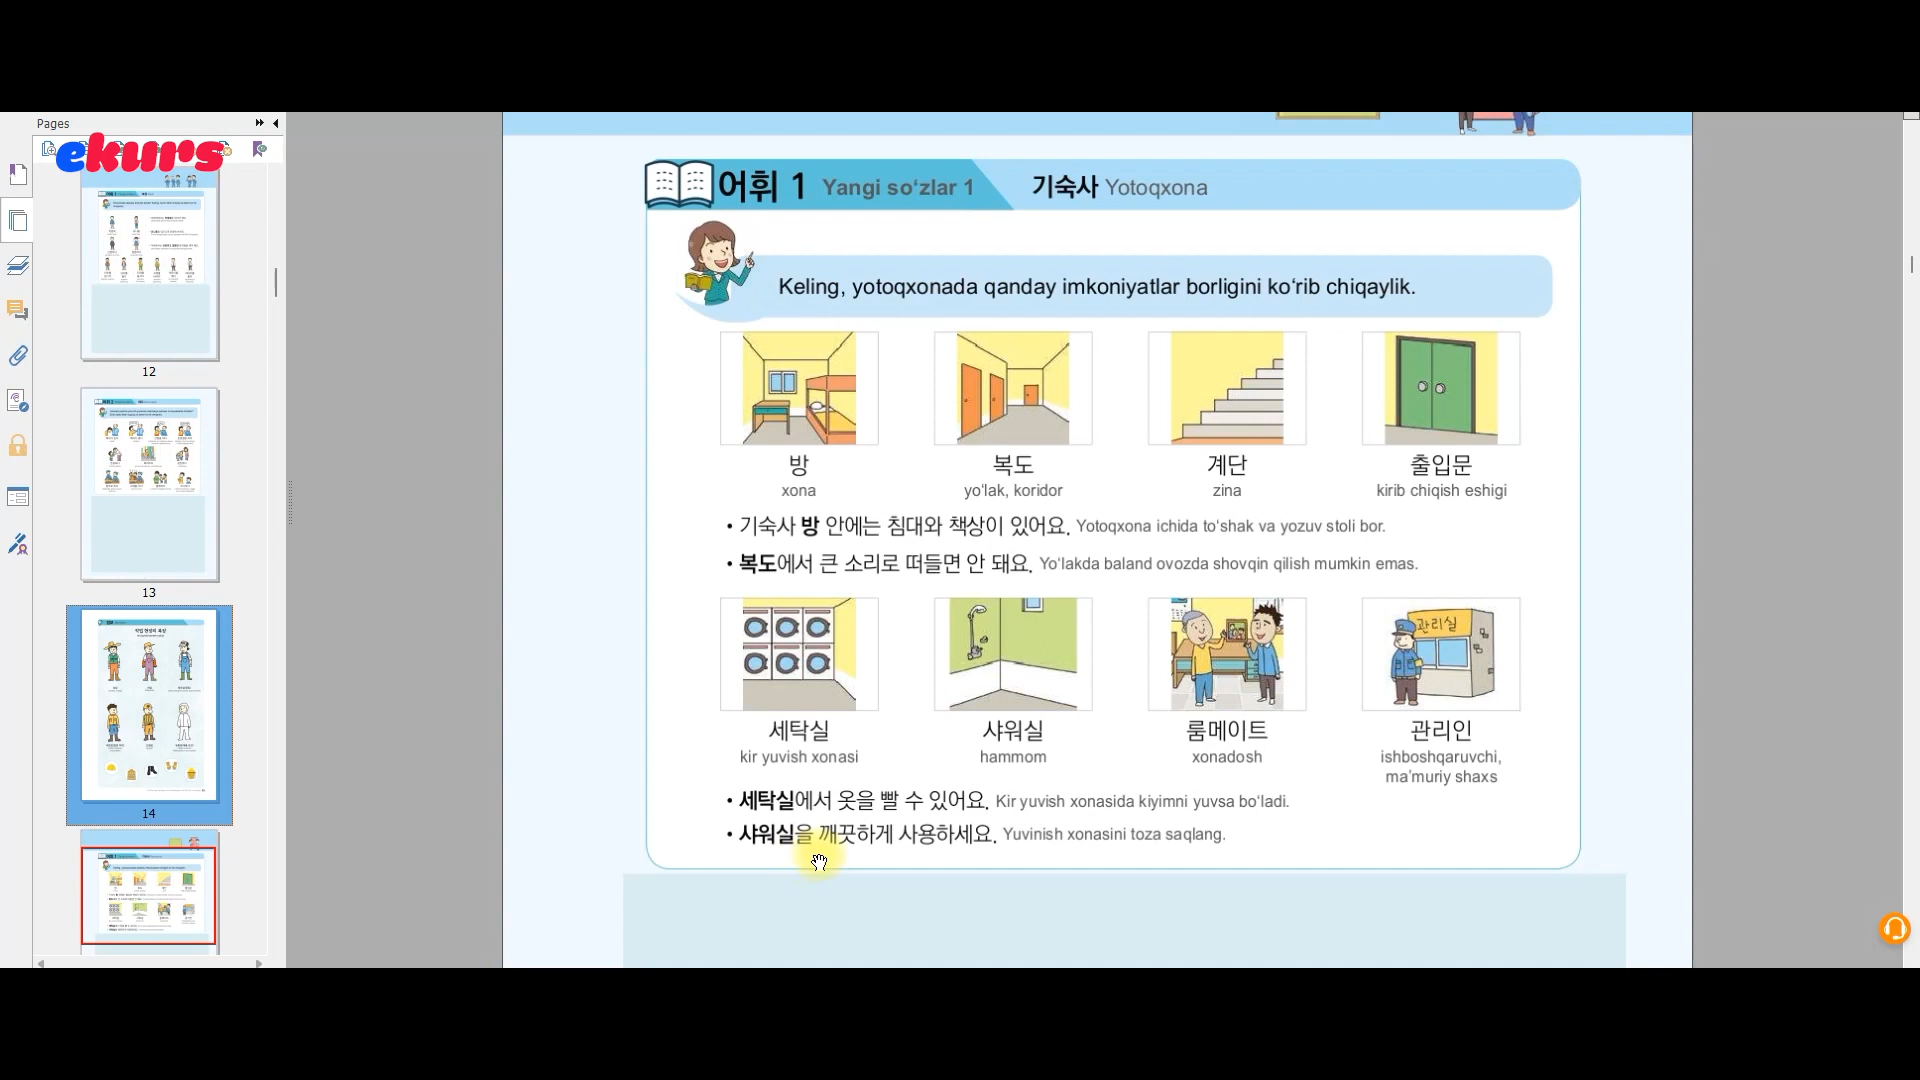 Pages
ekurs
12
13
14
어휘 1 Yangi so‘zlar 1 기숙사 Yotoqxona
Keling, yotoqxonada qanday imkoniyatlar borligini ko‘rib chiqaylik.
방 복도 계단 출입문
xona yo‘lak, koridor zina kirib chiqish eshigi
• 기숙사 방 안에는 침대와 책상이 있어요. Yotoqxona ichida to‘shak va yozuv stoli bor.
• 복도에서 큰 소리로 떠들면 안 돼요. Yo‘lakda baland ovozda shovqin qilish mumkin emas.
관리실
세탁실 샤워실 룸메이트 관리인
kir yuvish xonasi hammom xonadosh ishboshqaruvchi,
ma’muriy shaxs
• 세탁실에서 옷을 빨 수 있어요. Kir yuvish xonasida kiyimni yuvsa bo‘ladi.
• 샤워실을 깨끗하게 사용하세요. Yuvinish xonasini toza saqlang.